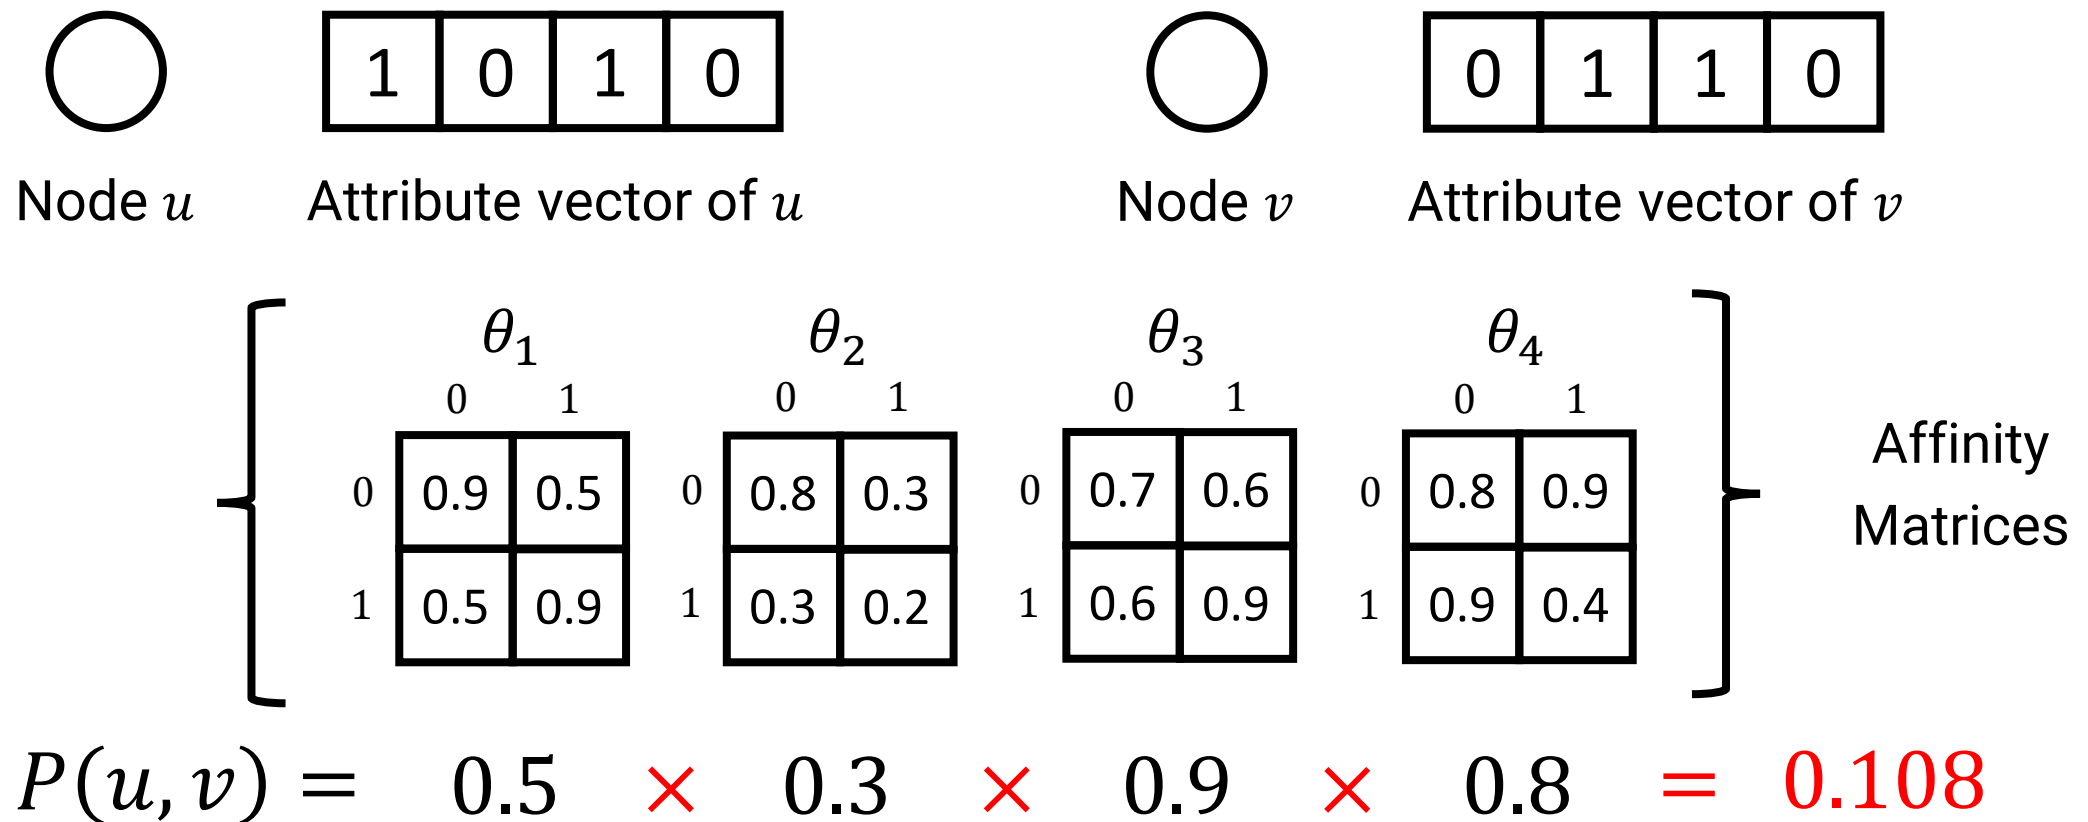 1 0 1 0 0 1 1 0
Node u Attribute vector of u Node v Attribute vector of v
θ₁ θ₂ θ₃ θ₄
0 1 0 1 0 1 0 1
0 0.9 0.5 0 0.8 0.3 0 0.7 0.6 0 0.8 0.9
1 0.5 0.9 1 0.3 0.2 1 0.6 0.9 1 0.9 0.4
Affinity
Matrices
P(u, v) = 0.5 × 0.3 × 0.9 × 0.8 = 0.108